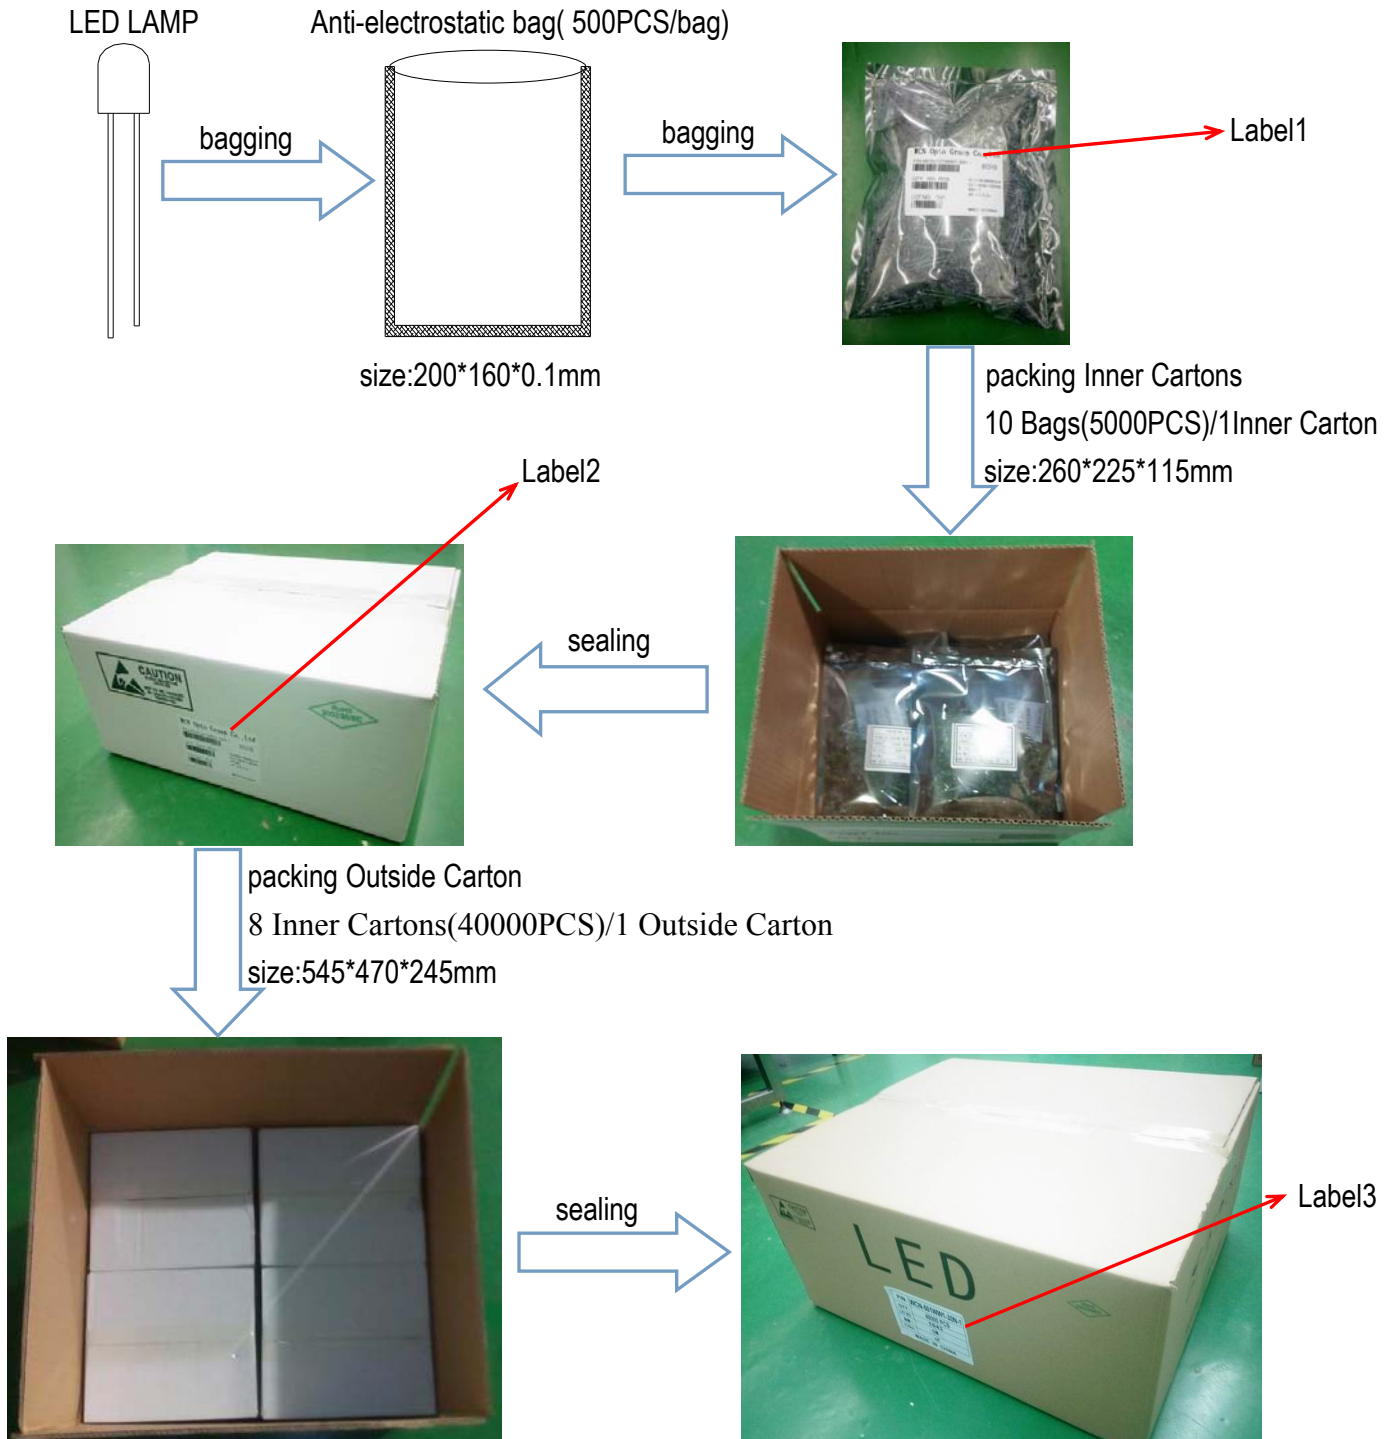 LED LAMP
Anti-electrostatic bag( 500PCS/bag)
bagging
bagging
Label1
size:200*160*0.1mm
packing Inner Cartons
10 Bags(5000PCS)/1Inner Carton
size:260*225*115mm
Label2
sealing
CAUTION
packing Outside Carton
8 Inner Cartons(40000PCS)/1 Outside Carton
size:545*470*245mm
sealing
Label3
LED